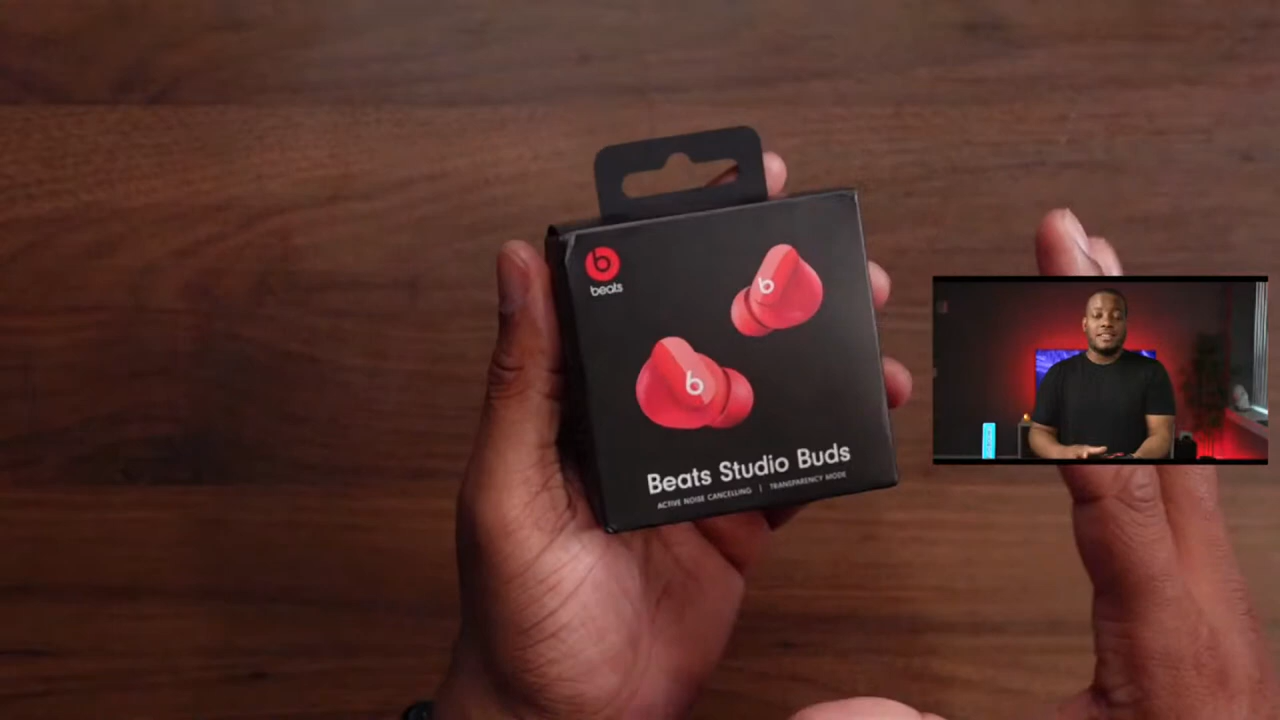 beats
Beats Studio Buds
ACTIVE NOISE CANCELLING | TRANSPARENCY MODE